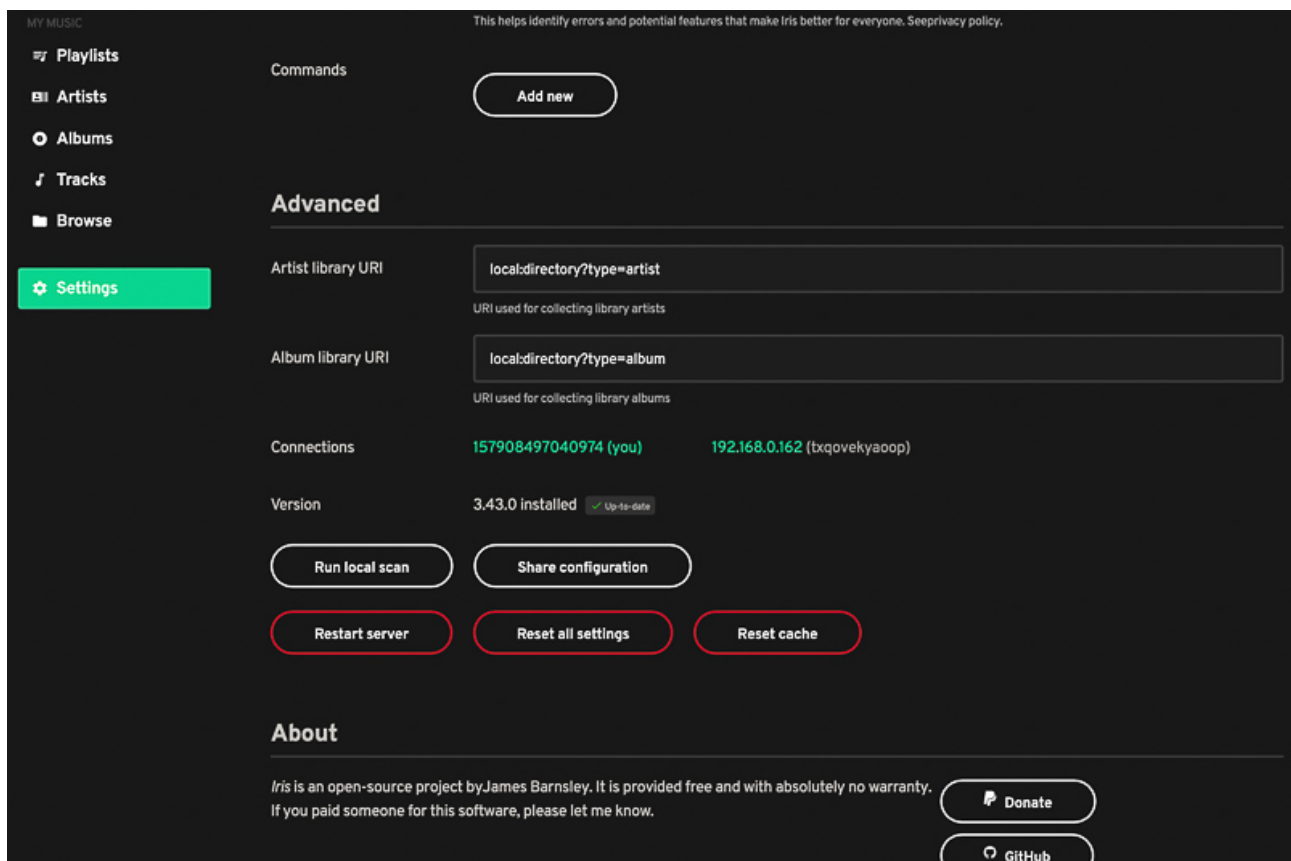 MY MUSIC
Playlists
Artists
Albums
Tracks
Browse
Settings
This helps identify errors and potential features that make Iris better for everyone. Seeprivacy policy.
Commands
Add new
Advanced
Artist library URI
local:directory?type=artist
URI used for collecting library artists
Album library URI
local:directory?type=album
URI used for collecting library albums
Connections
157908497040974 (you) 192.168.0.162 (txqovekyaoop)
Version
3.43.0 installed Up-to-date
Run local scan Share configuration
Restart server Reset all settings Reset cache
About
Iris is an open-source project byJames Barnsley. It is provided free and with absolutely no warranty.
If you paid someone for this software, please let me know.
Donate
GitHub